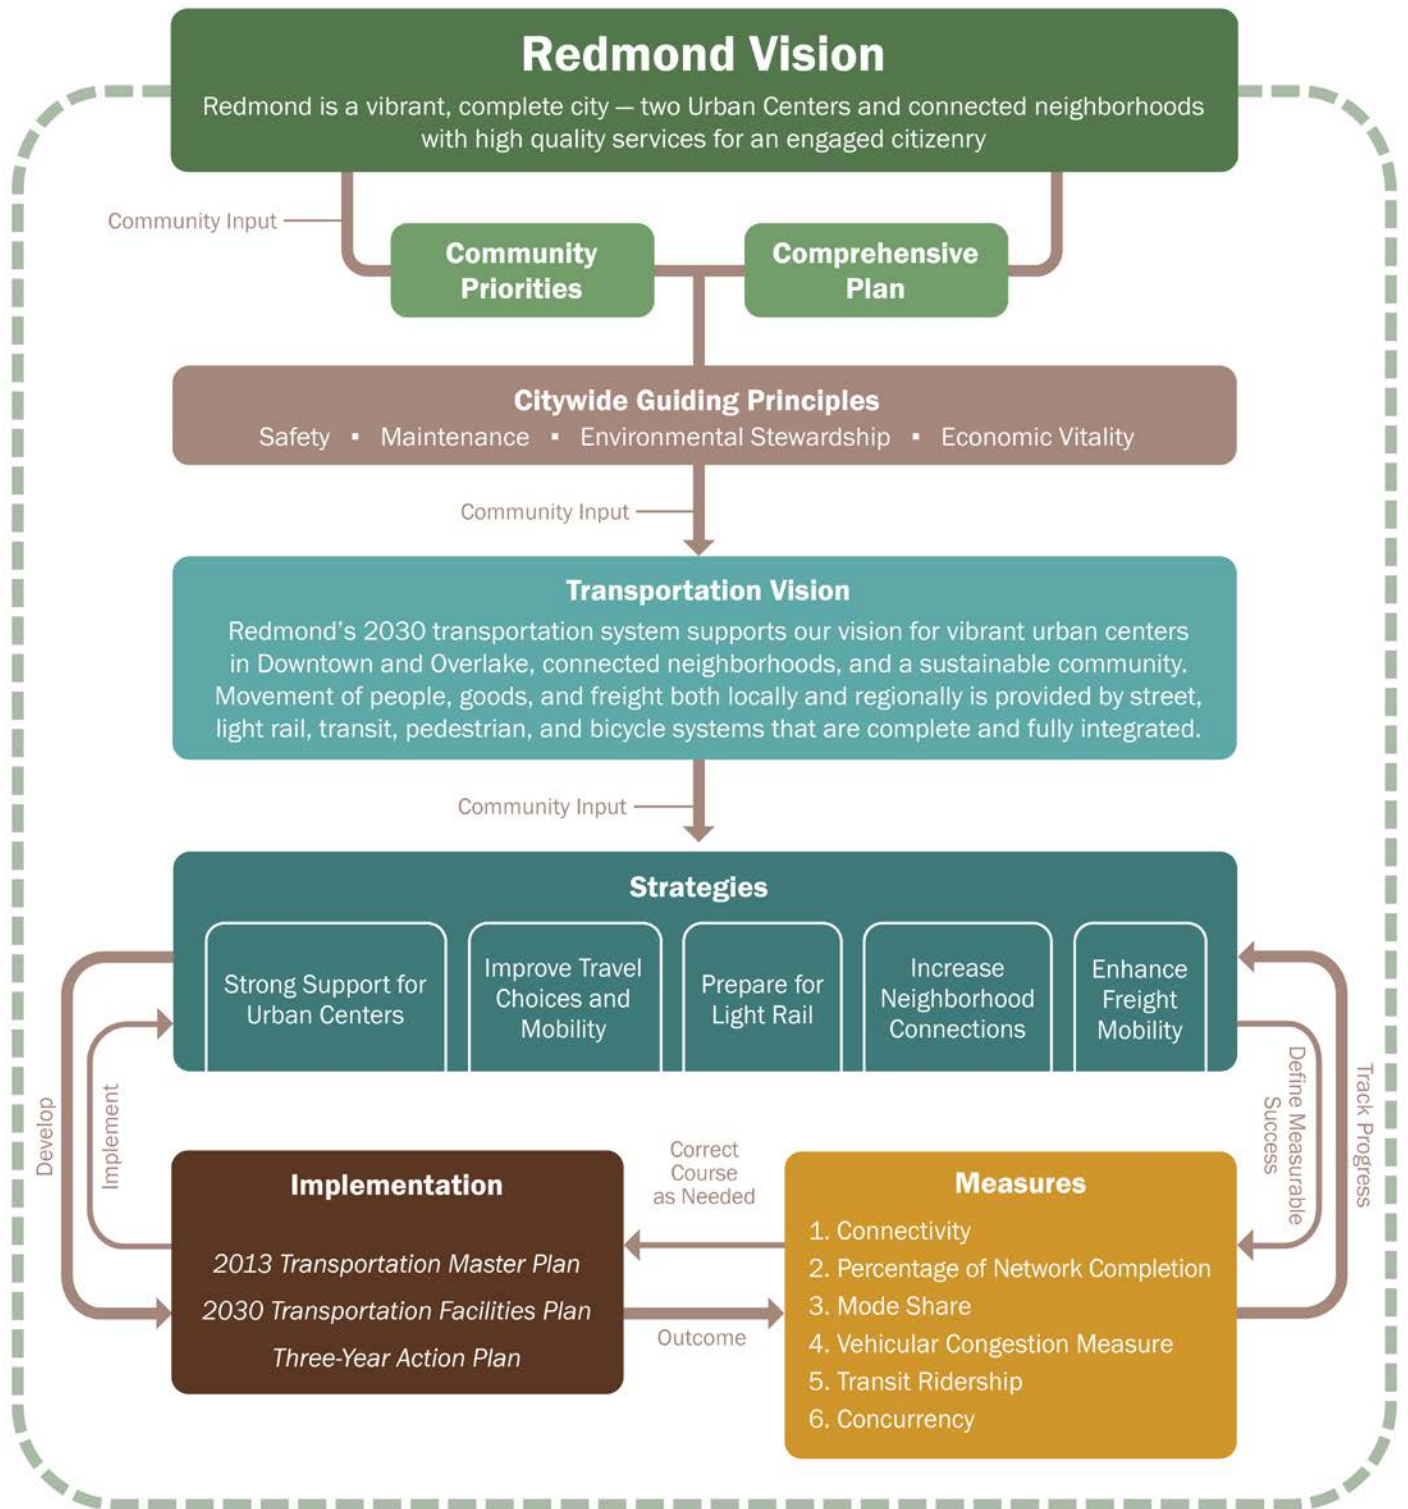 Redmond Vision
Redmond is a vibrant, complete city — two Urban Centers and connected neighborhoods
with high quality services for an engaged citizenry
Community Input
Community
Priorities
Comprehensive
Plan
Citywide Guiding Principles
Safety ▪ Maintenance ▪ Environmental Stewardship ▪ Economic Vitality
Community Input
Transportation Vision
Redmond's 2030 transportation system supports our vision for vibrant urban centers
in Downtown and Overlake, connected neighborhoods, and a sustainable community.
Movement of people, goods, and freight both locally and regionally is provided by street,
light rail, transit, pedestrian, and bicycle systems that are complete and fully integrated.
Community Input
Strategies
Strong Support for
Urban Centers
Improve Travel
Choices and
Mobility
Prepare for
Light Rail
Increase
Neighborhood
Connections
Enhance
Freight
Mobility
Develop
Implement
Define Measurable
Success
Track Progress
Implementation
2013 Transportation Master Plan
2030 Transportation Facilities Plan
Three-Year Action Plan
Correct
Course
as Needed
Outcome
Measures
1. Connectivity
2. Percentage of Network Completion
3. Mode Share
4. Vehicular Congestion Measure
5. Transit Ridership
6. Concurrency